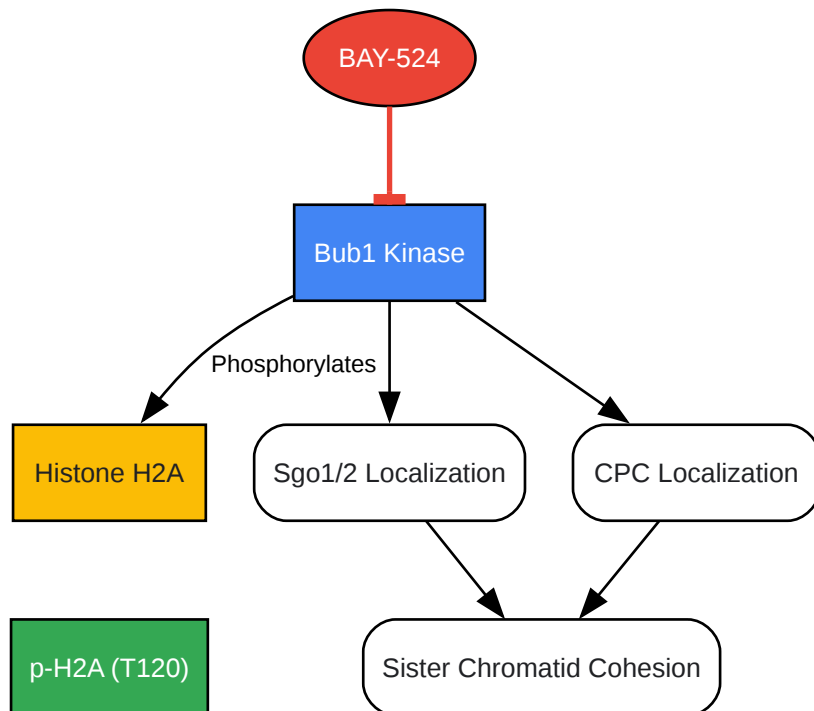 BAY-524
Bub1 Kinase
Phosphorylates
Histone H2A
Sgo1/2 Localization
CPC Localization
p-H2A (T120)
Sister Chromatid Cohesion